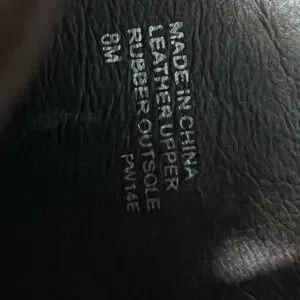 MADE IN CHINA
LEATHER UPPER
RUBBER OUTSOLE
8M PW14E